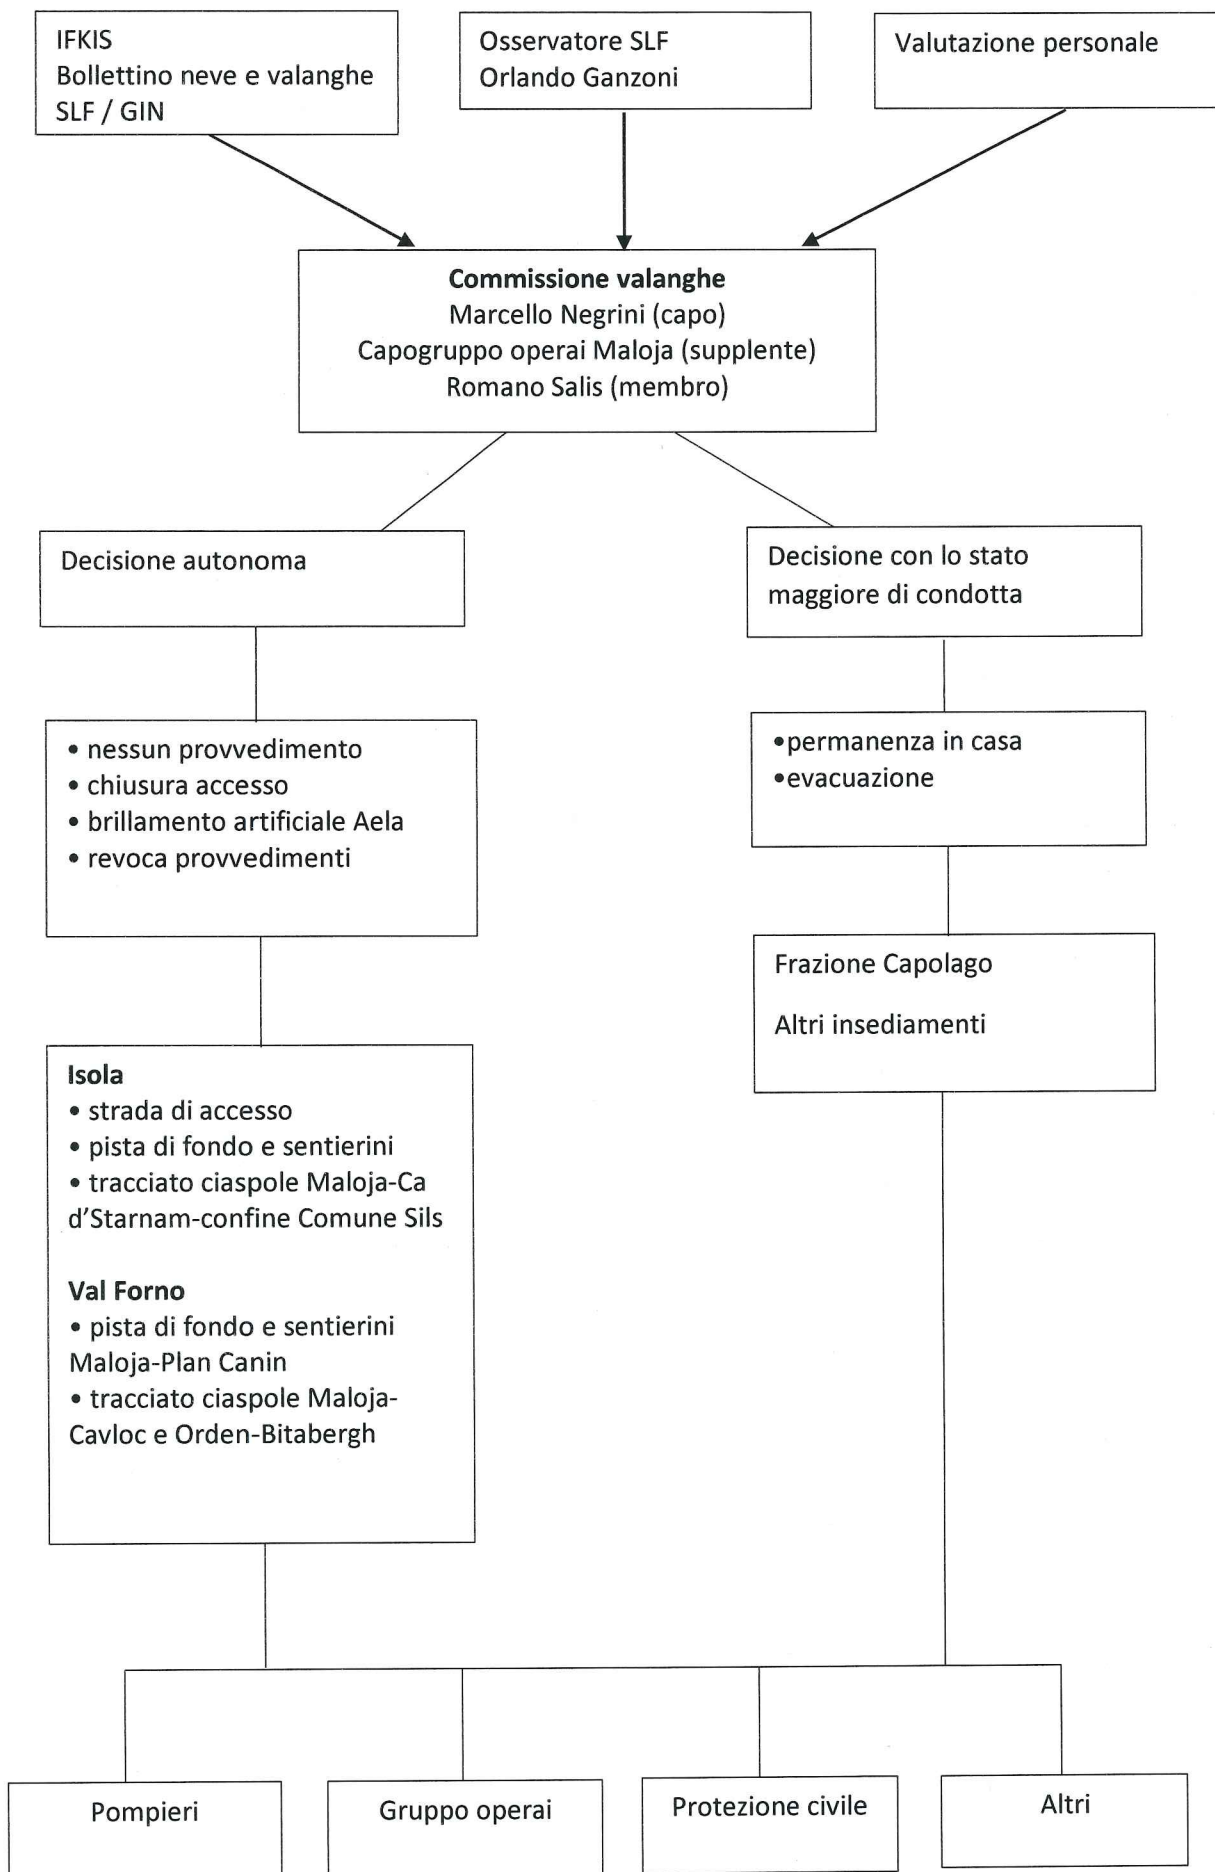 IFKIS
Bollettino neve e valanghe
SLF / GIN
Osservatore SLF
Orlando Ganzoni
Valutazione personale
Commissione valanghe
Marcello Negrini (capo)
Capogruppo operai Maloja (supplente)
Romano Salis (membro)
Decisione autonoma
Decisione con lo stato
maggiore di condotta
• nessun provvedimento
• chiusura accesso
• brillamento artificiale Aela
• revoca provvedimenti
•permanenza in casa
•evacuazione
Frazione Capolago
Altri insediamenti
Isola
• strada di accesso
• pista di fondo e sentierini
• tracciato ciaspole Maloja-Ca
d'Starnam-confine Comune Sils
Val Forno
• pista di fondo e sentierini
Maloja-Plan Canin
• tracciato ciaspole Maloja-
Cavloc e Orden-Bitabergh
Pompieri
Gruppo operai
Protezione civile
Altri